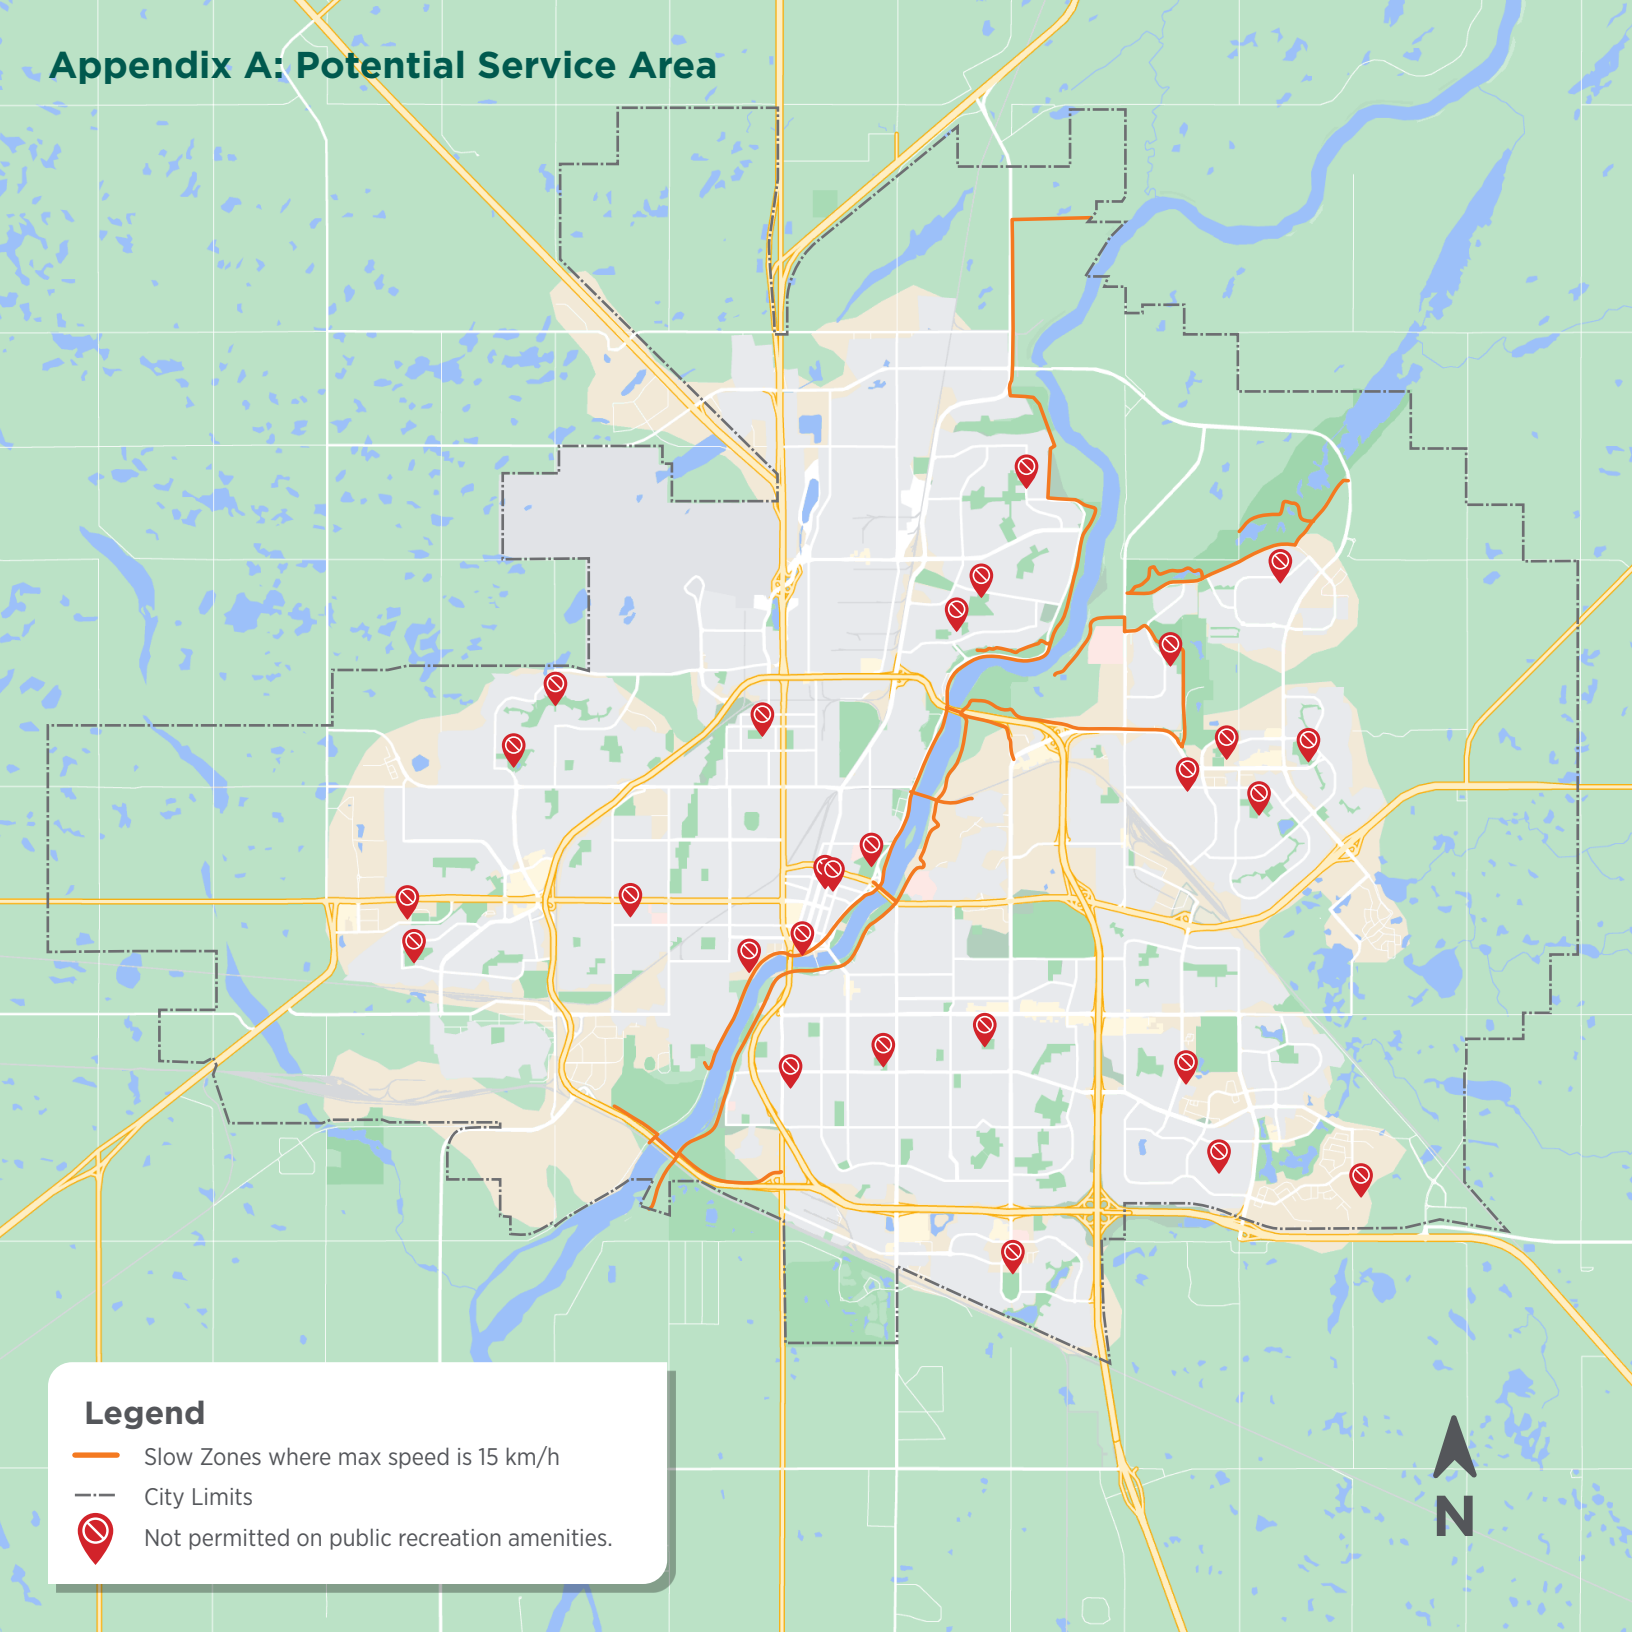 Appendix A: Potential Service Area
Legend
Slow Zones where max speed is 15 km/h
City Limits
Not permitted on public recreation amenities.
N